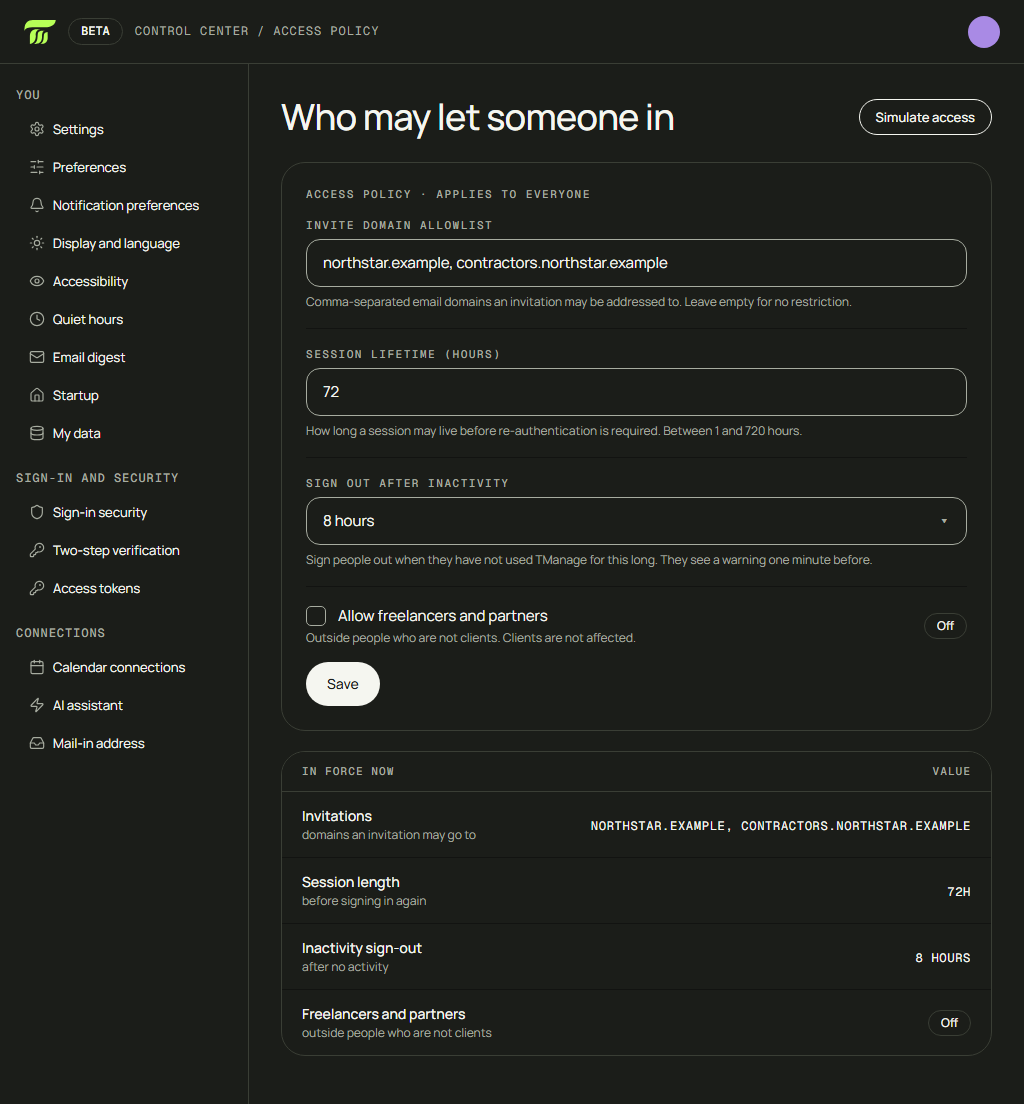 BETA
CONTROL CENTER / ACCESS POLICY
YOU
Settings
Preferences
Notification preferences
Display and language
Accessibility
Quiet hours
Email digest
Startup
My data
SIGN-IN AND SECURITY
Sign-in security
Two-step verification
Access tokens
CONNECTIONS
Calendar connections
AI assistant
Mail-in address
Who may let someone in
Simulate access
ACCESS POLICY · APPLIES TO EVERYONE
INVITE DOMAIN ALLOWLIST
northstar.example, contractors.northstar.example
Comma-separated email domains an invitation may be addressed to. Leave empty for no restriction.
SESSION LIFETIME (HOURS)
72
How long a session may live before re-authentication is required. Between 1 and 720 hours.
SIGN OUT AFTER INACTIVITY
8 hours
Sign people out when they have not used TManage for this long. They see a warning one minute before.
Allow freelancers and partners
Outside people who are not clients. Clients are not affected.
Off
Save
IN FORCE NOW
VALUE
Invitations
domains an invitation may go to
NORTHSTAR.EXAMPLE, CONTRACTORS.NORTHSTAR.EXAMPLE
Session length
before signing in again
72H
Inactivity sign-out
after no activity
8 HOURS
Freelancers and partners
outside people who are not clients
Off